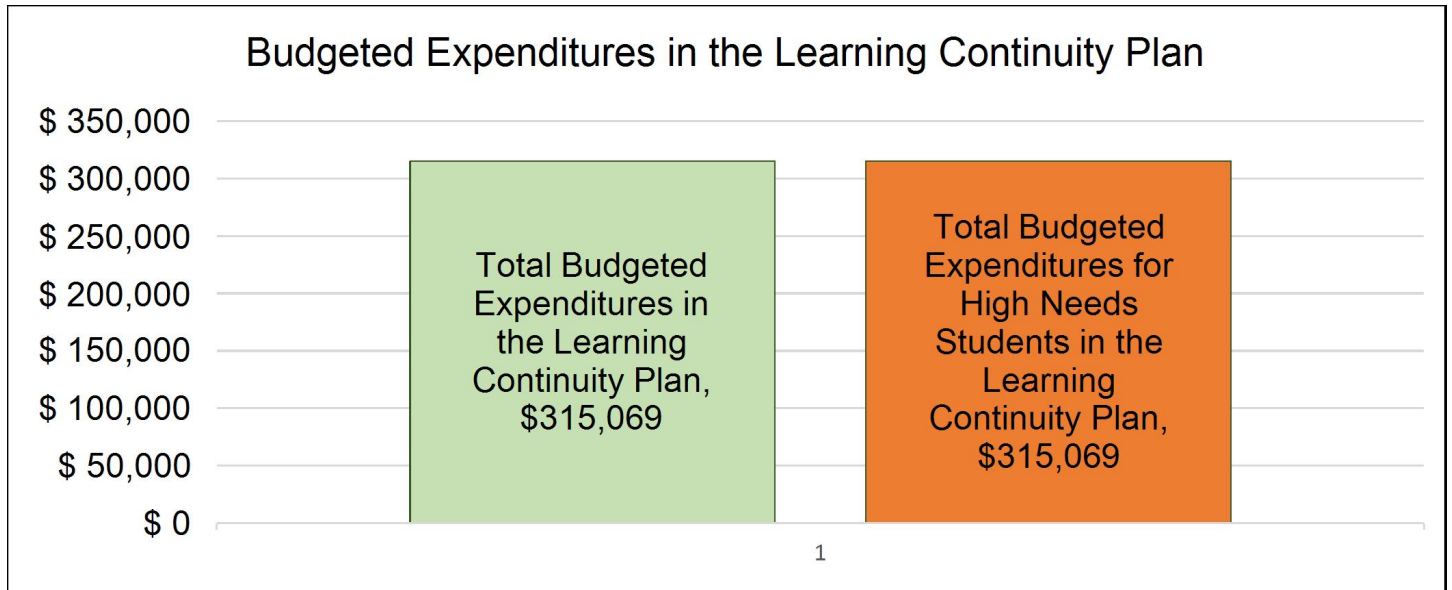 Budgeted Expenditures in the Learning Continuity Plan
$ 350,000
$ 300,000
$ 250,000
$ 200,000
$ 150,000
$ 100,000
$ 50,000
$ 0
Total Budgeted
Expenditures in
the Learning
Continuity Plan,
$315,069
Total Budgeted
Expenditures for
High Needs
Students in the
Learning
Continuity Plan,
$315,069
1